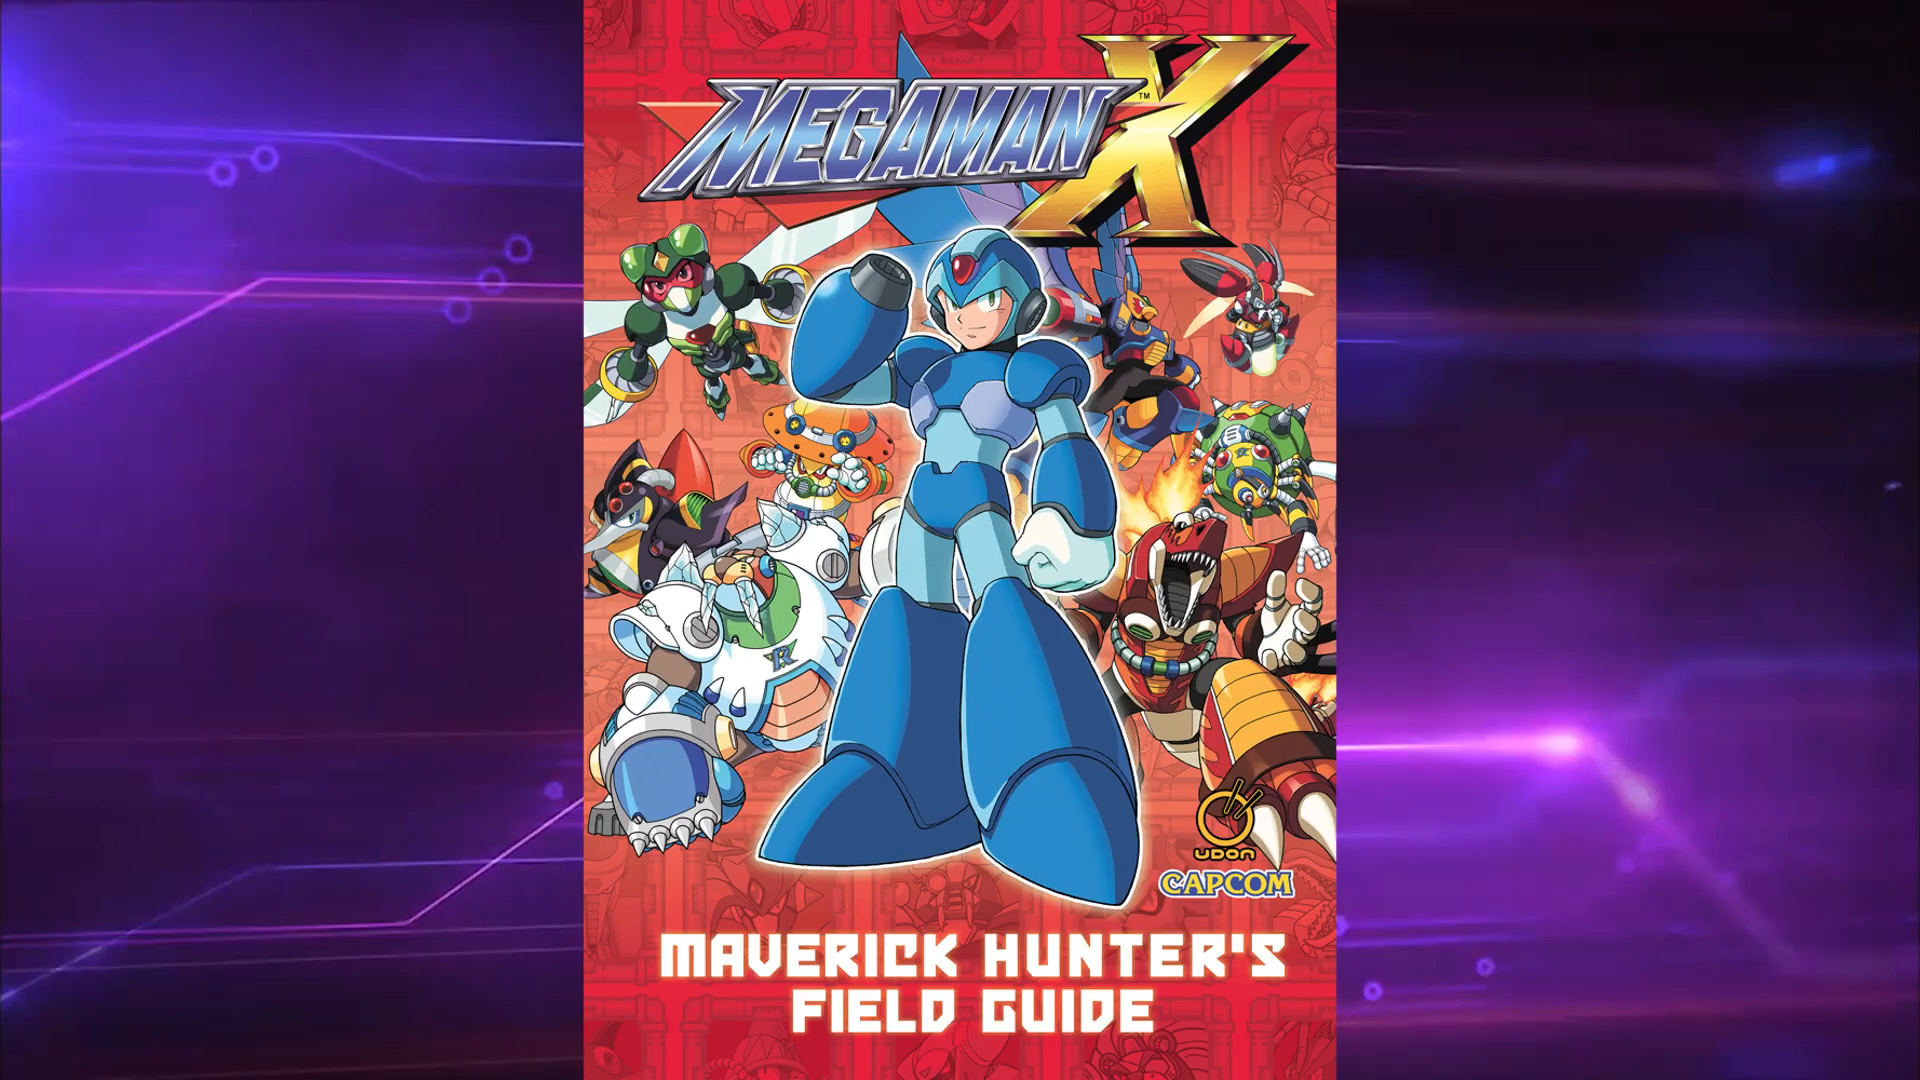 MEGAMAN X
TM
UDON
CAPCOM
MAVERICK HUNTER'S
FIELD GUIDE